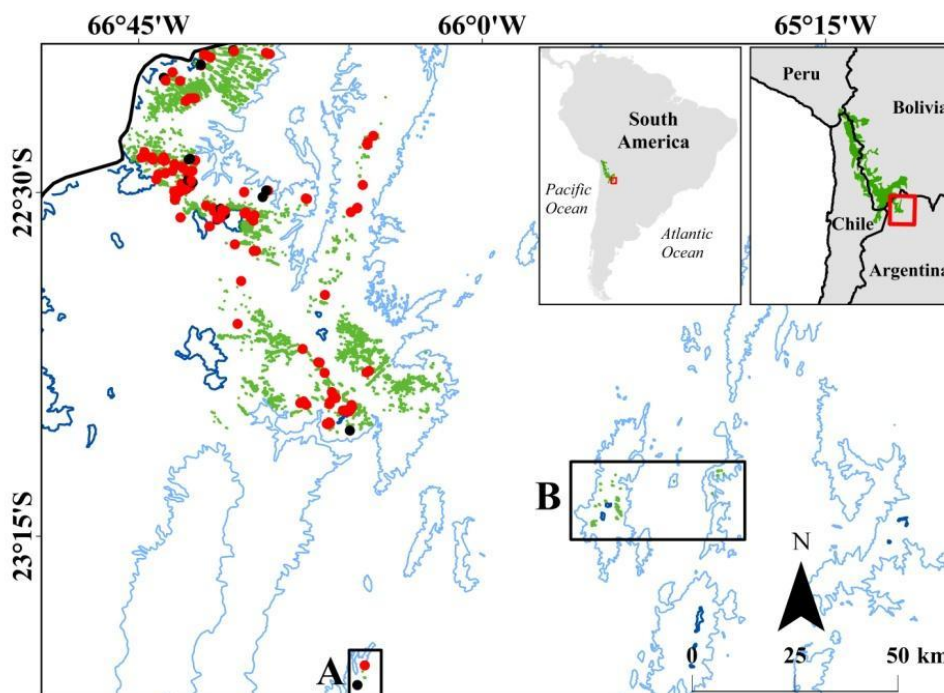 66°45'W 66°0'W 65°15'W
22°30'S
23°15'S
South
America
Pacific
Ocean
Atlantic
Ocean
Peru
Bolivia
Chile
Argentina
B
A
N
0 25 50 km